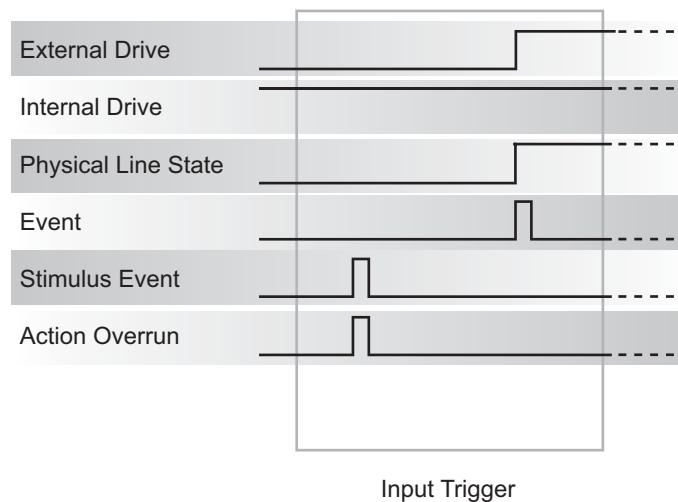 External Drive
Internal Drive
Physical Line State
Event
Stimulus Event
Action Overrun
Input Trigger